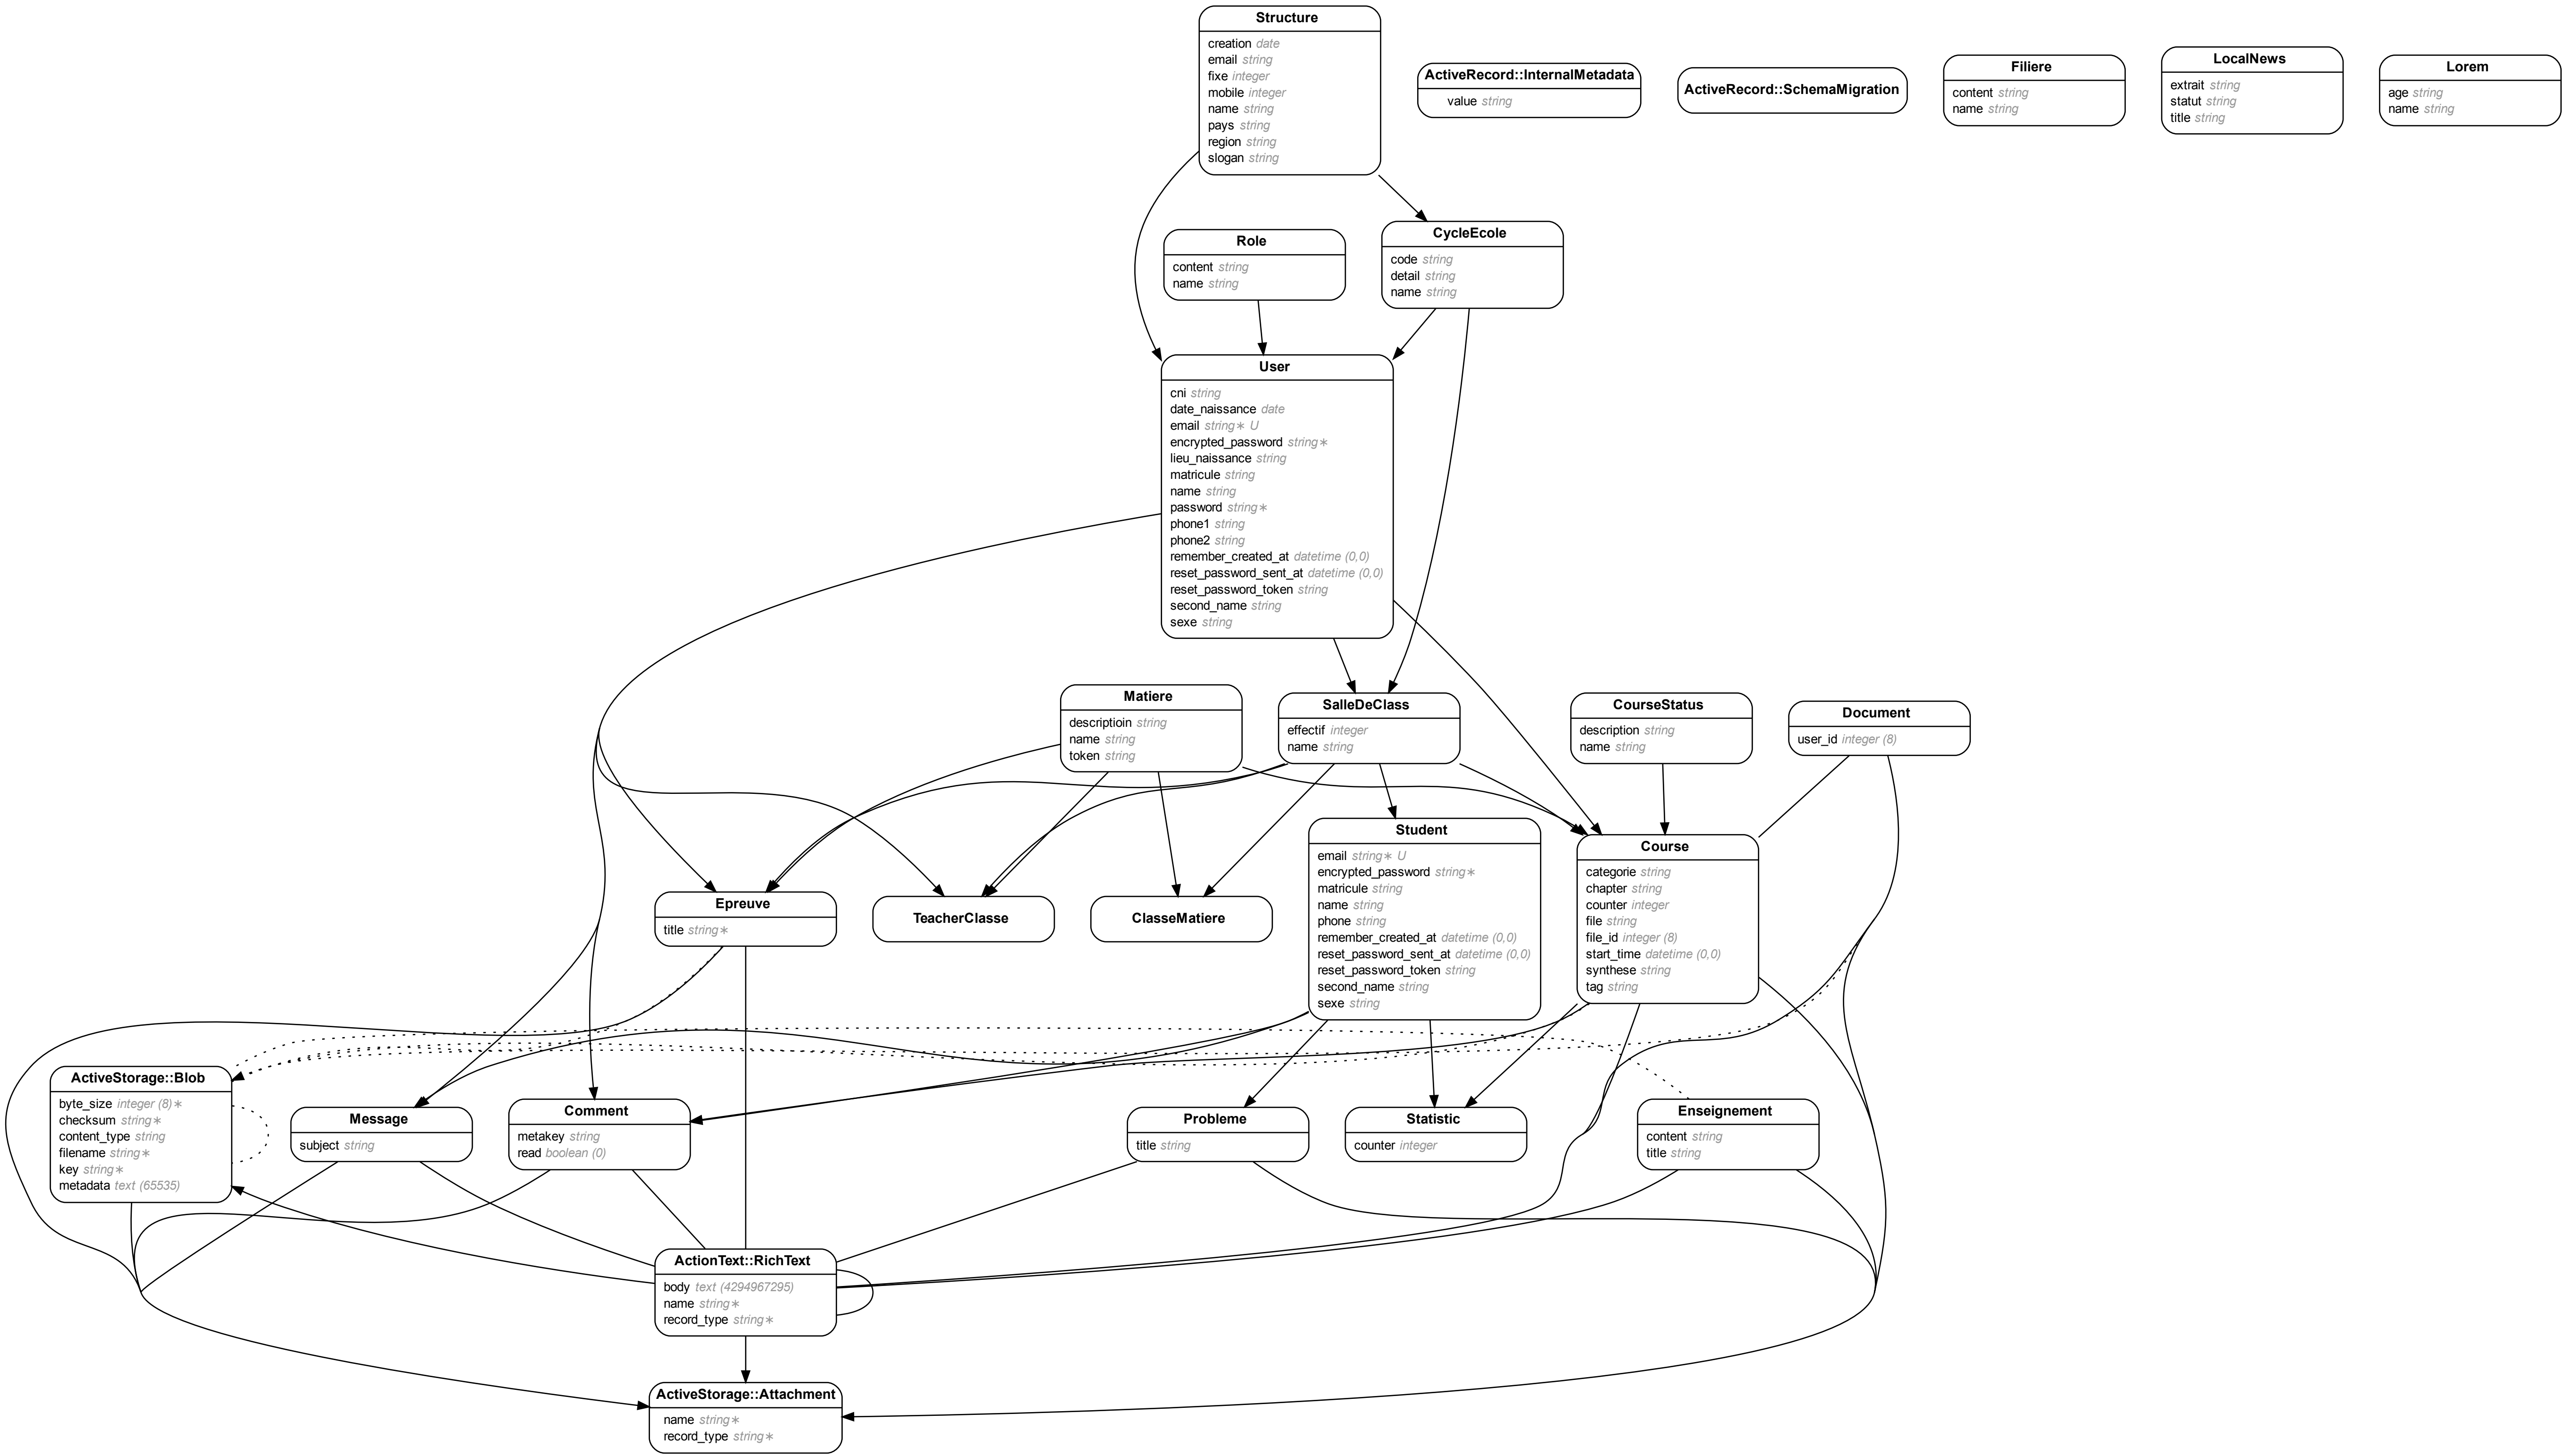 Structure
creation date
email string
fixe integer
mobile integer
name string
pays string
region string
slogan string
ActiveRecord::InternalMetadata
value string
ActiveRecord::SchemaMigration
Filiere
content string
name string
LocalNews
extrait string
statut string
title string
Lorem
age string
name string
Role
content string
name string
CycleEcole
code string
detail string
name string
User
cni string
date_naissance date
email string∗ U
encrypted_password string∗
lieu_naissance string
matricule string
name string
password string∗
phone1 string
phone2 string
remember_created_at datetime (0,0)
reset_password_sent_at datetime (0,0)
reset_password_token string
second_name string
sexe string
Matiere
descriptioin string
name string
token string
SalleDeClass
effectif integer
name string
CourseStatus
description string
name string
Document
user_id integer (8)
Epreuve
title string∗
TeacherClasse
ClasseMatiere
Student
email string∗ U
encrypted_password string∗
matricule string
name string
phone string
remember_created_at datetime (0,0)
reset_password_sent_at datetime (0,0)
reset_password_token string
second_name string
sexe string
Course
categorie string
chapter string
counter integer
file string
file_id integer (8)
start_time datetime (0,0)
synthese string
tag string
ActiveStorage::Blob
byte_size integer (8)∗
checksum string∗
content_type string
filename string∗
key string∗
metadata text (65535)
Message
subject string
Comment
metakey string
read boolean (0)
Probleme
title string
Statistic
counter integer
Enseignement
content string
title string
ActionText::RichText
body text (4294967295)
name string∗
record_type string∗
ActiveStorage::Attachment
name string∗
record_type string∗